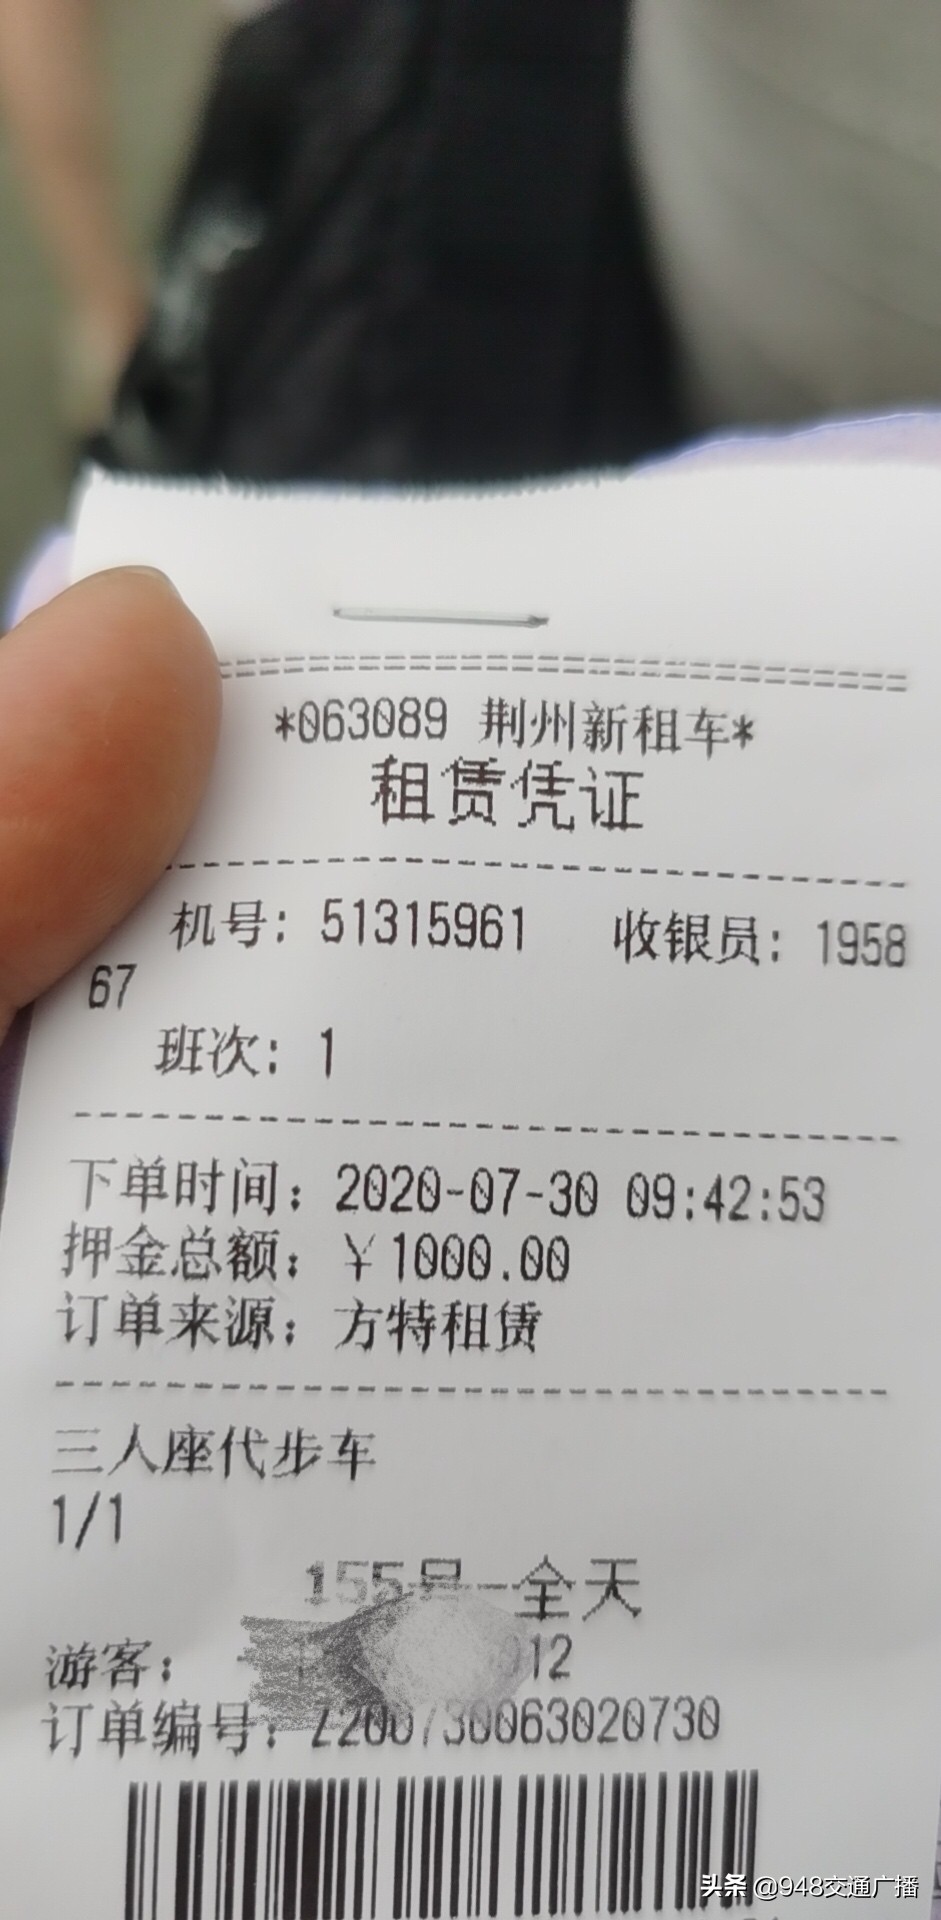 *063089 荆州新租车*
租赁凭证
机号: 51315961 收银员: 1958
67
班次: 1
下单时间: 2020-07-30 09:42:53
押金总额: ￥1000.00
订单来源: 方特租赁
三人座代步车
1/1
155号-全天
游客: 12
订单编号: Z200730063020730
头条 @948交通广播